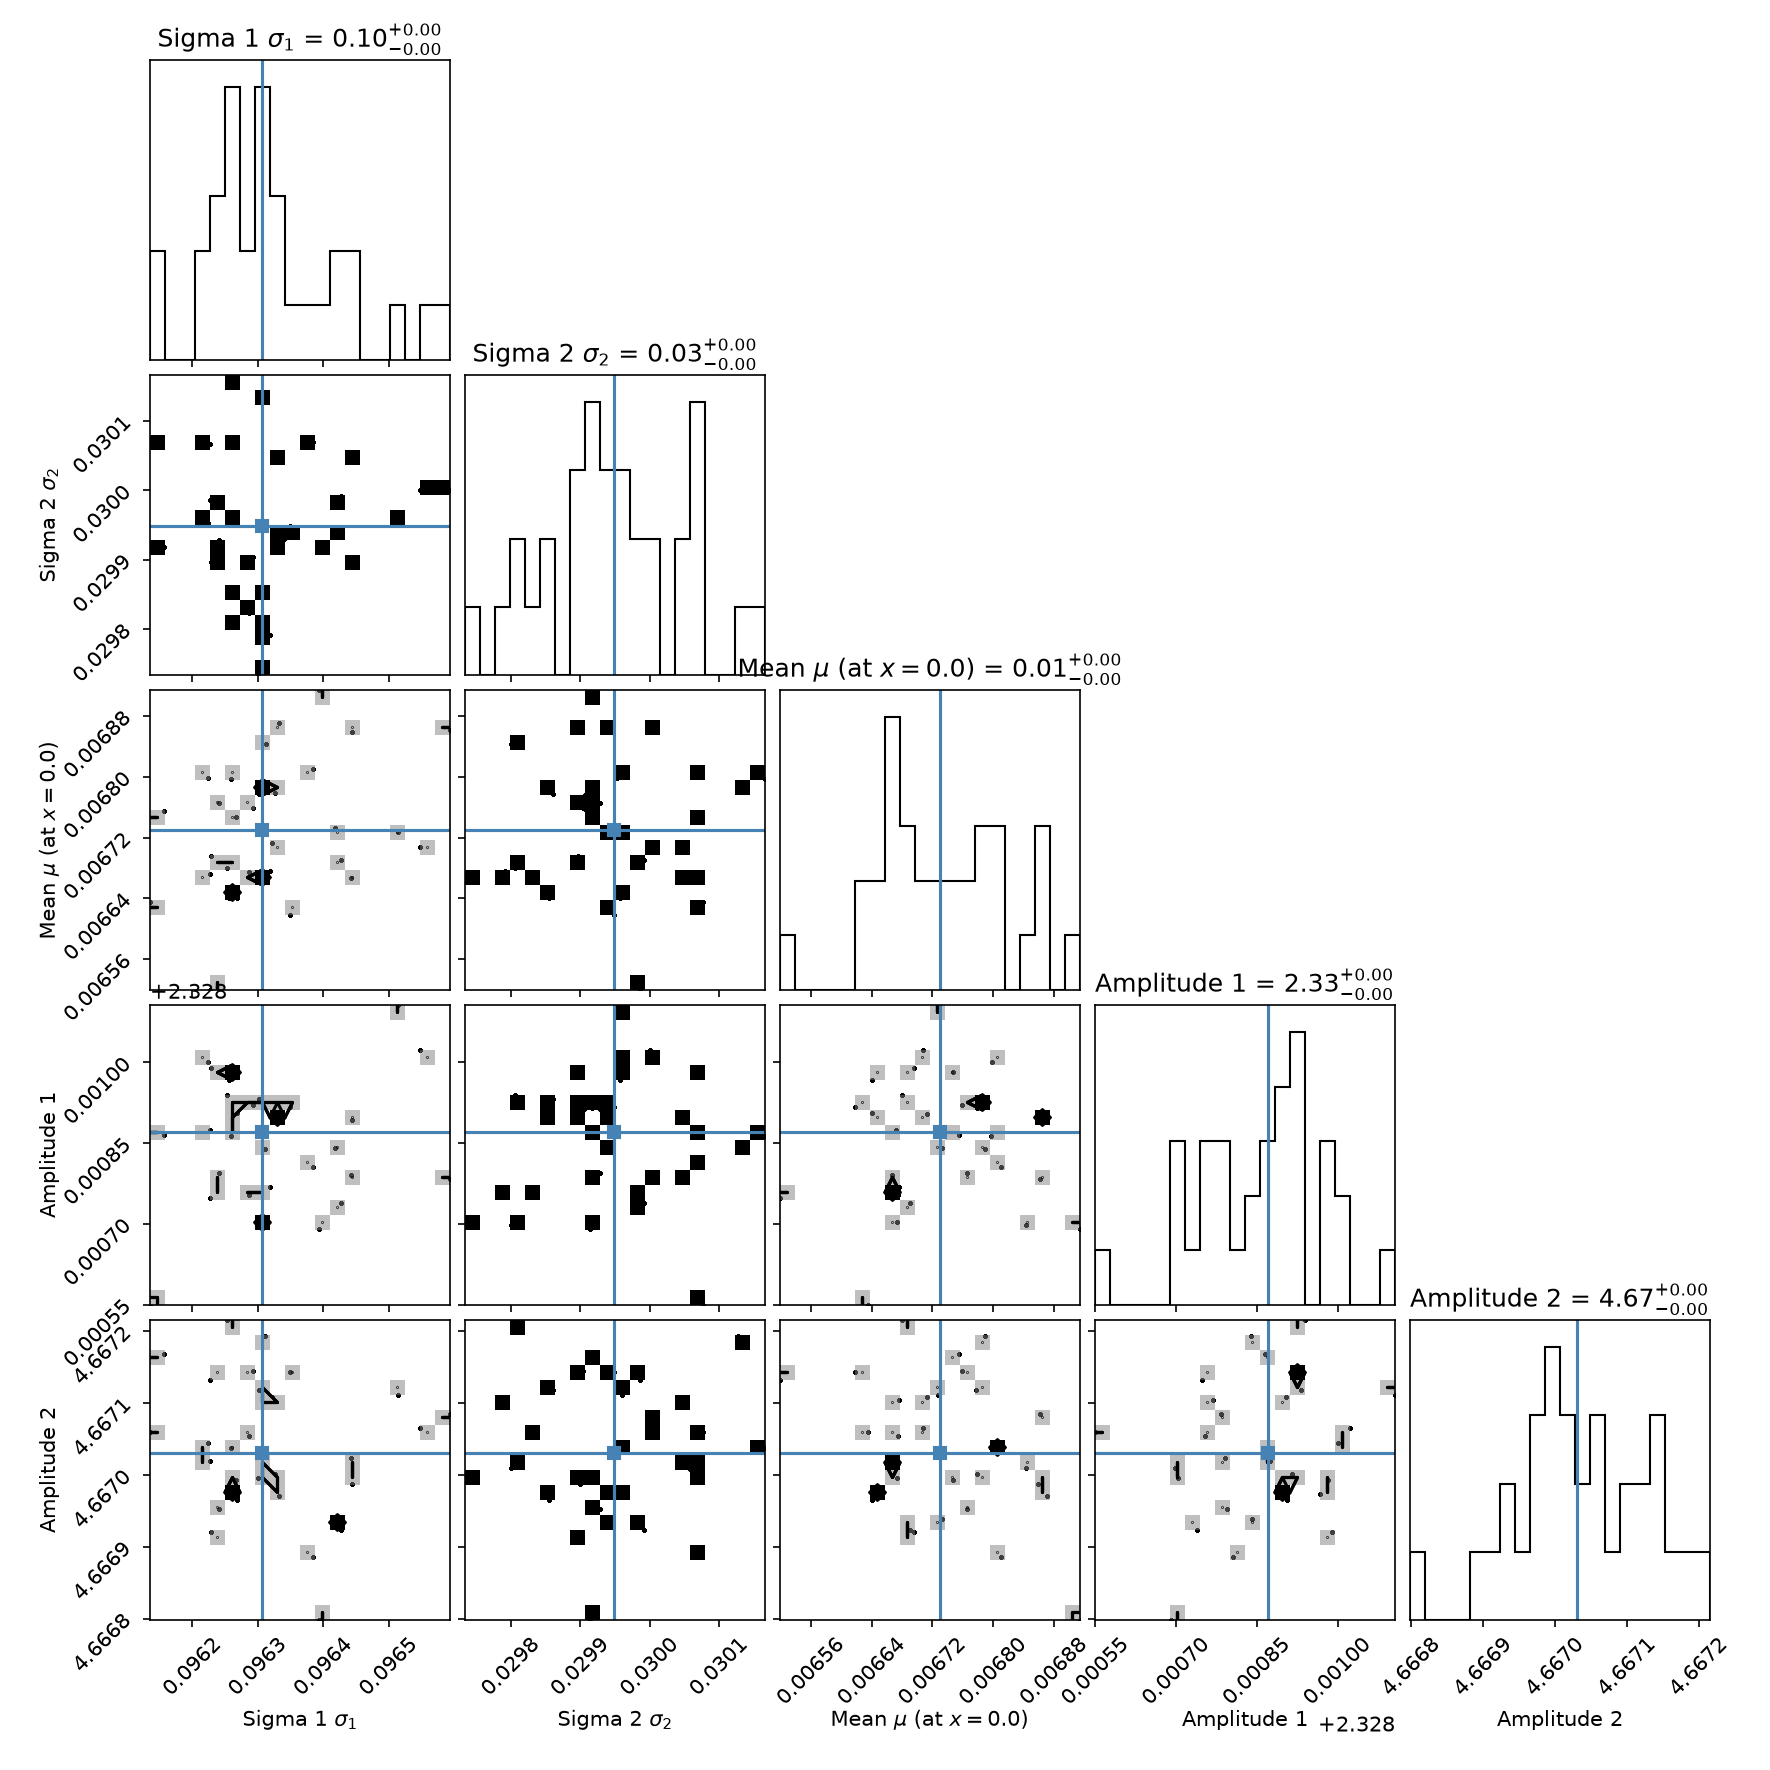 Sigma 1 σ₁ = 0.10 +0.00 −0.00
Sigma 2 σ₂ = 0.03 +0.00 −0.00
Sigma 2 σ₂
0.0301
0.0300
0.0299
0.0298
Mean μ (at x = 0.0) = 0.01 +0.00 −0.00
Mean μ (at x = 0.0)
0.00688
0.00680
0.00672
0.00664
0.00656
Amplitude 1 = 2.33 +0.00 −0.00
+2.328
Amplitude 1
0.00100
0.00085
0.00070
0.00055
Amplitude 2 = 4.67 +0.00 −0.00
Amplitude 2
4.6672
4.6671
4.6670
4.6669
4.6668
0.0962 0.0963 0.0964 0.0965
0.0298 0.0299 0.0300 0.0301
0.00656 0.00664 0.00672 0.00680 0.00688
0.00055 0.00070 0.00085 0.00100
4.6668 4.6669 4.6670 4.6671 4.6672
Sigma 1 σ₁
Sigma 2 σ₂
Mean μ (at x = 0.0)
Amplitude 1 +2.328
Amplitude 2